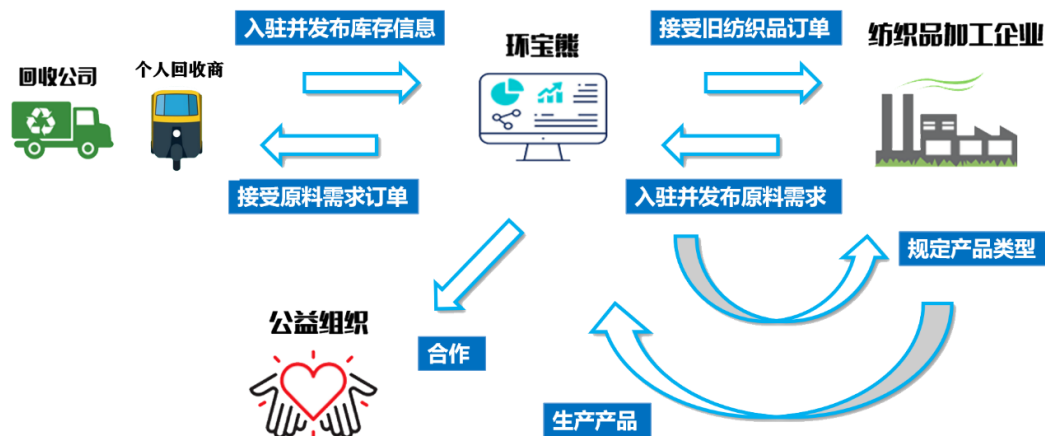 入驻并发布库存信息
环宝熊
接受旧纺织品订单
纺织品加工企业
回收公司
个人回收商
接受原料需求订单
入驻并发布原料需求
规定产品类型
公益组织
合作
生产产品